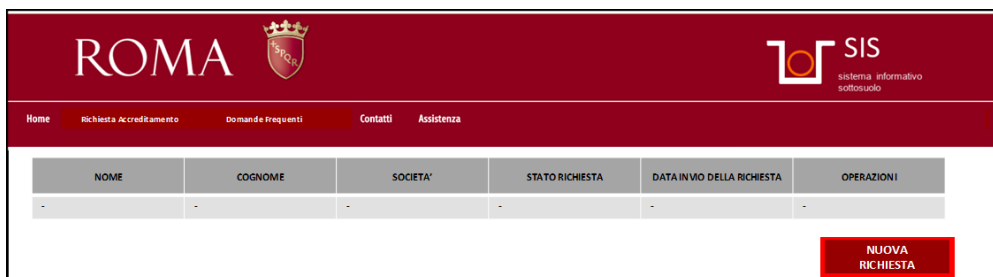 ROMA
SPQR
SIS
sistema informativo
sottosuolo
Home Richiesta Accreditamento Domande Frequenti Contatti Assistenza
NOME COGNOME SOCIETA' STATO RICHIESTA DATA INVIO DELLA RICHIESTA OPERAZIONI
- - - - - -
NUOVA
RICHIESTA